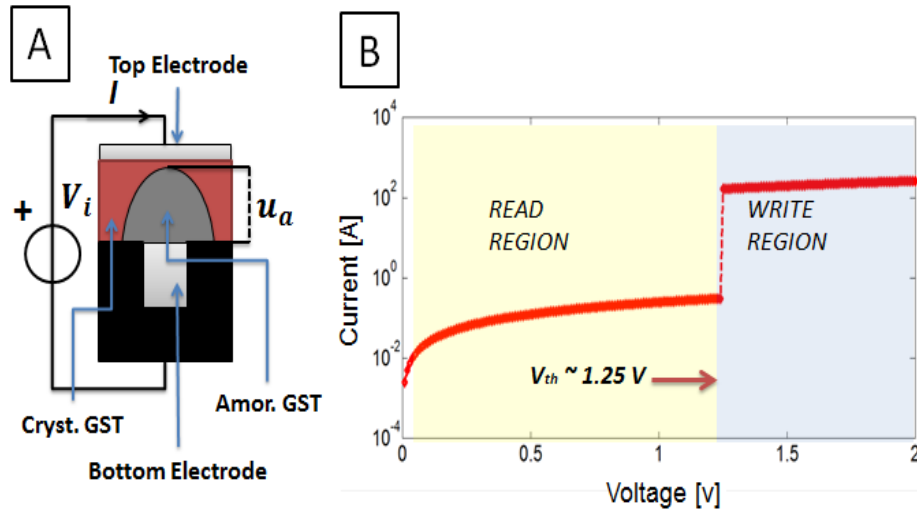 A
Top Electrode
I
+
V_i
u_a
Cryst. GST
Amor. GST
Bottom Electrode
B
Current [A]
10^4
10^2
10^0
10^-2
10^-4
READ
REGION
WRITE
REGION
V_th ~ 1.25 V
0
0.5
1
1.5
2
Voltage [v]